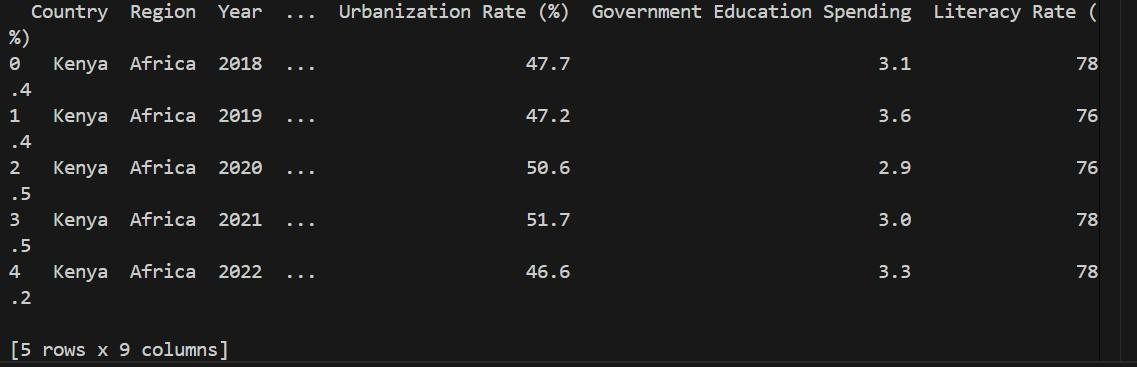 Country  Region  Year  ...  Urbanization Rate (%)  Government Education Spending  Literacy Rate (
%)
0   Kenya  Africa  2018  ...                   47.7                            3.1               78
.4
1   Kenya  Africa  2019  ...                   47.2                            3.6               76
.4
2   Kenya  Africa  2020  ...                   50.6                            2.9               76
.5
3   Kenya  Africa  2021  ...                   51.7                            3.0               78
.5
4   Kenya  Africa  2022  ...                   46.6                            3.3               78
.2
[5 rows x 9 columns]